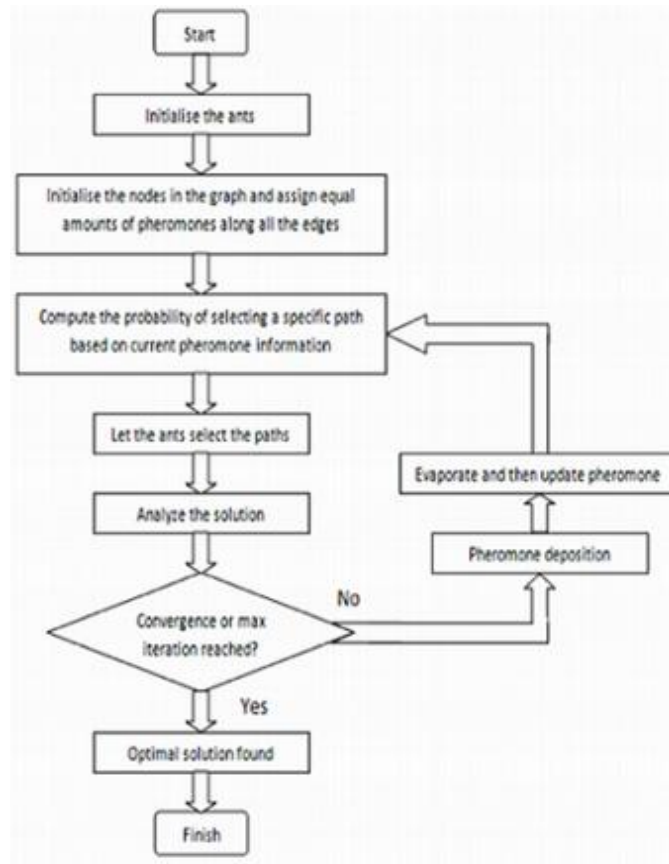 Start
Initialise the ants
Initialise the nodes in the graph and assign equal
amounts of pheromones along all the edges
Compute the probability of selecting a specific path
based on current pheromone information
Let the ants select the paths
Analyze the solution
Convergence or max
iteration reached?
No
Pheromone deposition
Evaporate and then update pheromone
Yes
Optimal solution found
Finish